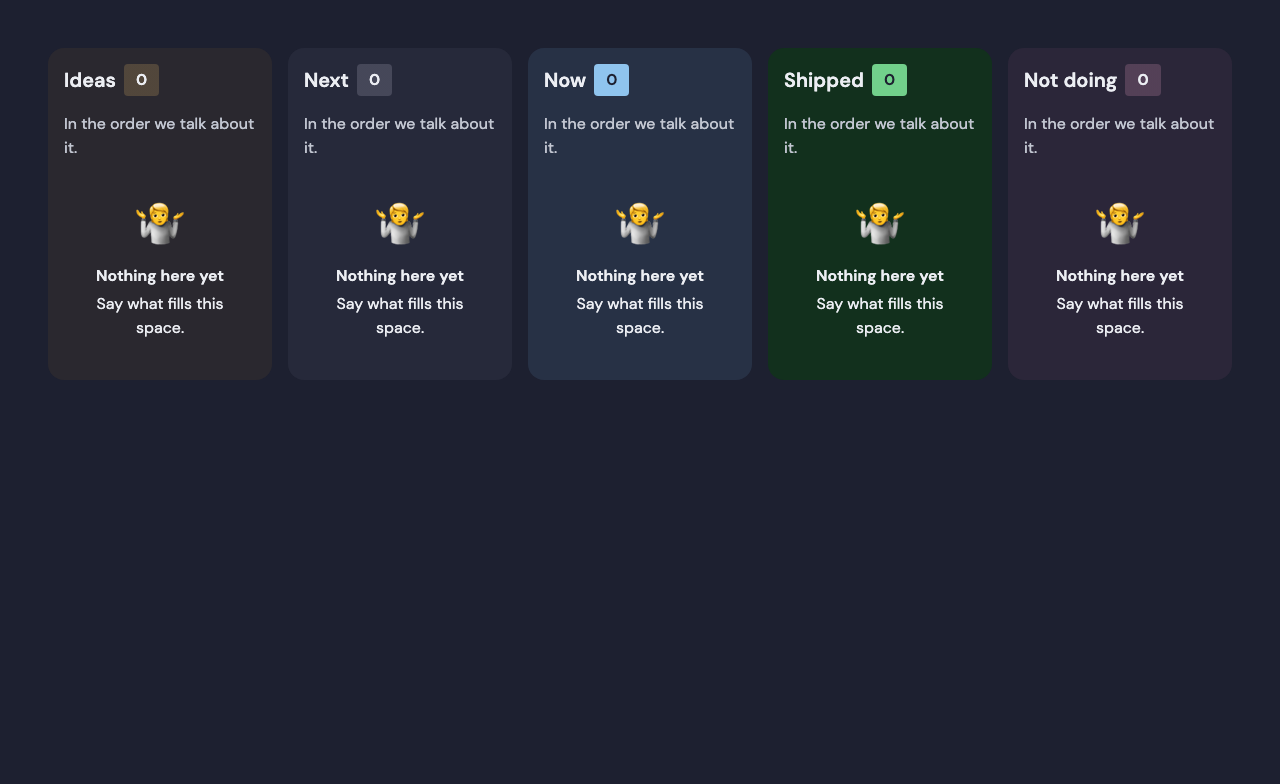 Ideas 0
In the order we talk about
it.
Nothing here yet
Say what fills this
space.
Next 0
In the order we talk about
it.
Nothing here yet
Say what fills this
space.
Now 0
In the order we talk about
it.
Nothing here yet
Say what fills this
space.
Shipped 0
In the order we talk about
it.
Nothing here yet
Say what fills this
space.
Not doing 0
In the order we talk about
it.
Nothing here yet
Say what fills this
space.